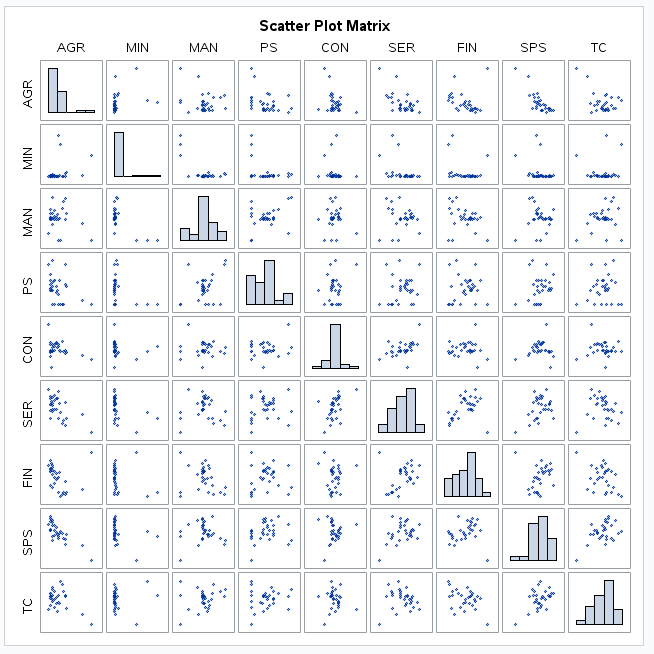 Scatter Plot Matrix
AGR MIN MAN PS CON SER FIN SPS TC
AGR
MIN
MAN
PS
CON
SER
FIN
SPS
TC